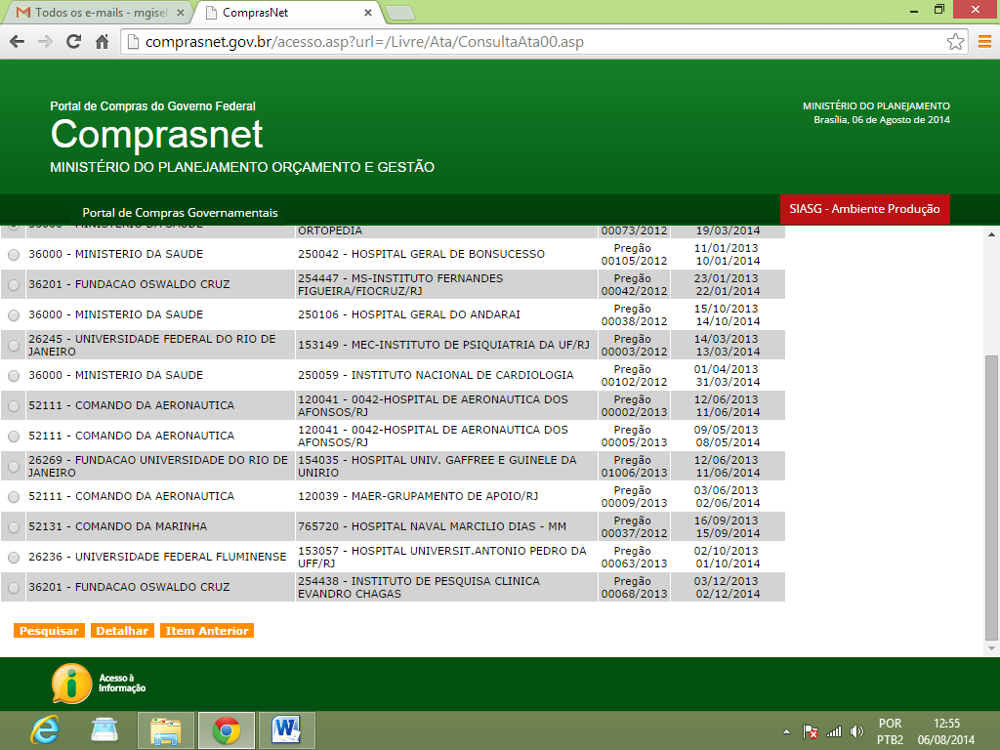 Todos os e-mails - mgisel
ComprasNet
comprasnet.gov.br/acesso.asp?url=/Livre/Ata/ConsultaAta00.asp
Portal de Compras do Governo Federal
Comprasnet
MINISTÉRIO DO PLANEJAMENTO ORÇAMENTO E GESTÃO
MINISTÉRIO DO PLANEJAMENTO
Brasília, 06 de Agosto de 2014
Portal de Compras Governamentais
SIASG - Ambiente Produção
36000 - MINISTERIO DA SAUDE
ORTOPEDIA
00073/2012
19/03/2014
36000 - MINISTERIO DA SAUDE
250042 - HOSPITAL GERAL DE BONSUCESSO
Pregão
00105/2012
11/01/2013
10/01/2014
36201 - FUNDACAO OSWALDO CRUZ
254447 - MS-INSTITUTO FERNANDES
FIGUEIRA/FIOCRUZ/RJ
Pregão
00042/2012
23/01/2013
22/01/2014
36000 - MINISTERIO DA SAUDE
250106 - HOSPITAL GERAL DO ANDARAI
Pregão
00038/2012
15/10/2013
14/10/2014
26245 - UNIVERSIDADE FEDERAL DO RIO DE
JANEIRO
153149 - MEC-INSTITUTO DE PSIQUIATRIA DA UF/RJ
Pregão
00003/2012
14/03/2013
13/03/2014
36000 - MINISTERIO DA SAUDE
250059 - INSTITUTO NACIONAL DE CARDIOLOGIA
Pregão
00102/2012
01/04/2013
31/03/2014
52111 - COMANDO DA AERONAUTICA
120041 - 0042-HOSPITAL DE AERONAUTICA DOS
AFONSOS/RJ
Pregão
00002/2013
12/06/2013
11/06/2014
52111 - COMANDO DA AERONAUTICA
120041 - 0042-HOSPITAL DE AERONAUTICA DOS
AFONSOS/RJ
Pregão
00005/2013
09/05/2013
08/05/2014
26269 - FUNDACAO UNIVERSIDADE DO RIO DE
JANEIRO
154035 - HOSPITAL UNIV. GAFFREE E GUINELE DA
UNIRIO
Pregão
01006/2013
12/06/2013
11/06/2014
52111 - COMANDO DA AERONAUTICA
120039 - MAER-GRUPAMENTO DE APOIO/RJ
Pregão
00009/2013
03/06/2013
02/06/2014
52131 - COMANDO DA MARINHA
765720 - HOSPITAL NAVAL MARCILIO DIAS - MM
Pregão
00037/2012
16/09/2013
15/09/2014
26236 - UNIVERSIDADE FEDERAL FLUMINENSE
153057 - HOSPITAL UNIVERSIT.ANTONIO PEDRO DA
UFF/RJ
Pregão
00063/2013
02/10/2013
01/10/2014
36201 - FUNDACAO OSWALDO CRUZ
254438 - INSTITUTO DE PESQUISA CLINICA
EVANDRO CHAGAS
Pregão
00068/2013
03/12/2013
02/12/2014
Pesquisar
Detalhar
Item Anterior
Acesso à
Informação
POR
PTB2
12:55
06/08/2014